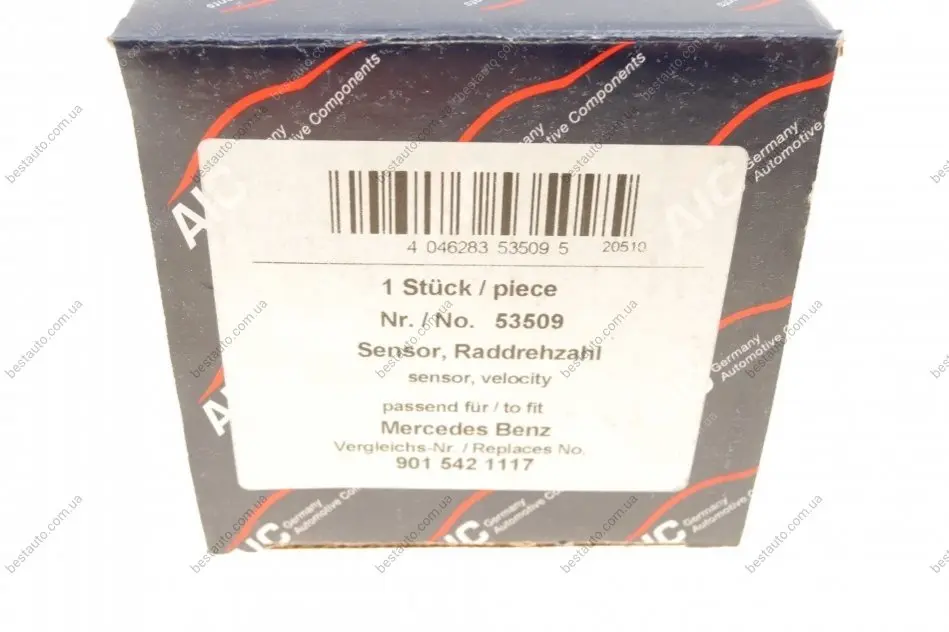 4 046283 53509 5 20510
1 Stück / piece
Nr. / No. 53509
Sensor, Raddrehzahl
sensor, velocity
passend für / to fit
Mercedes Benz
Vergleichs-Nr. / Replaces No.
901 542 1117
AIC
Germany
Automotive Components
bestauto.com.ua